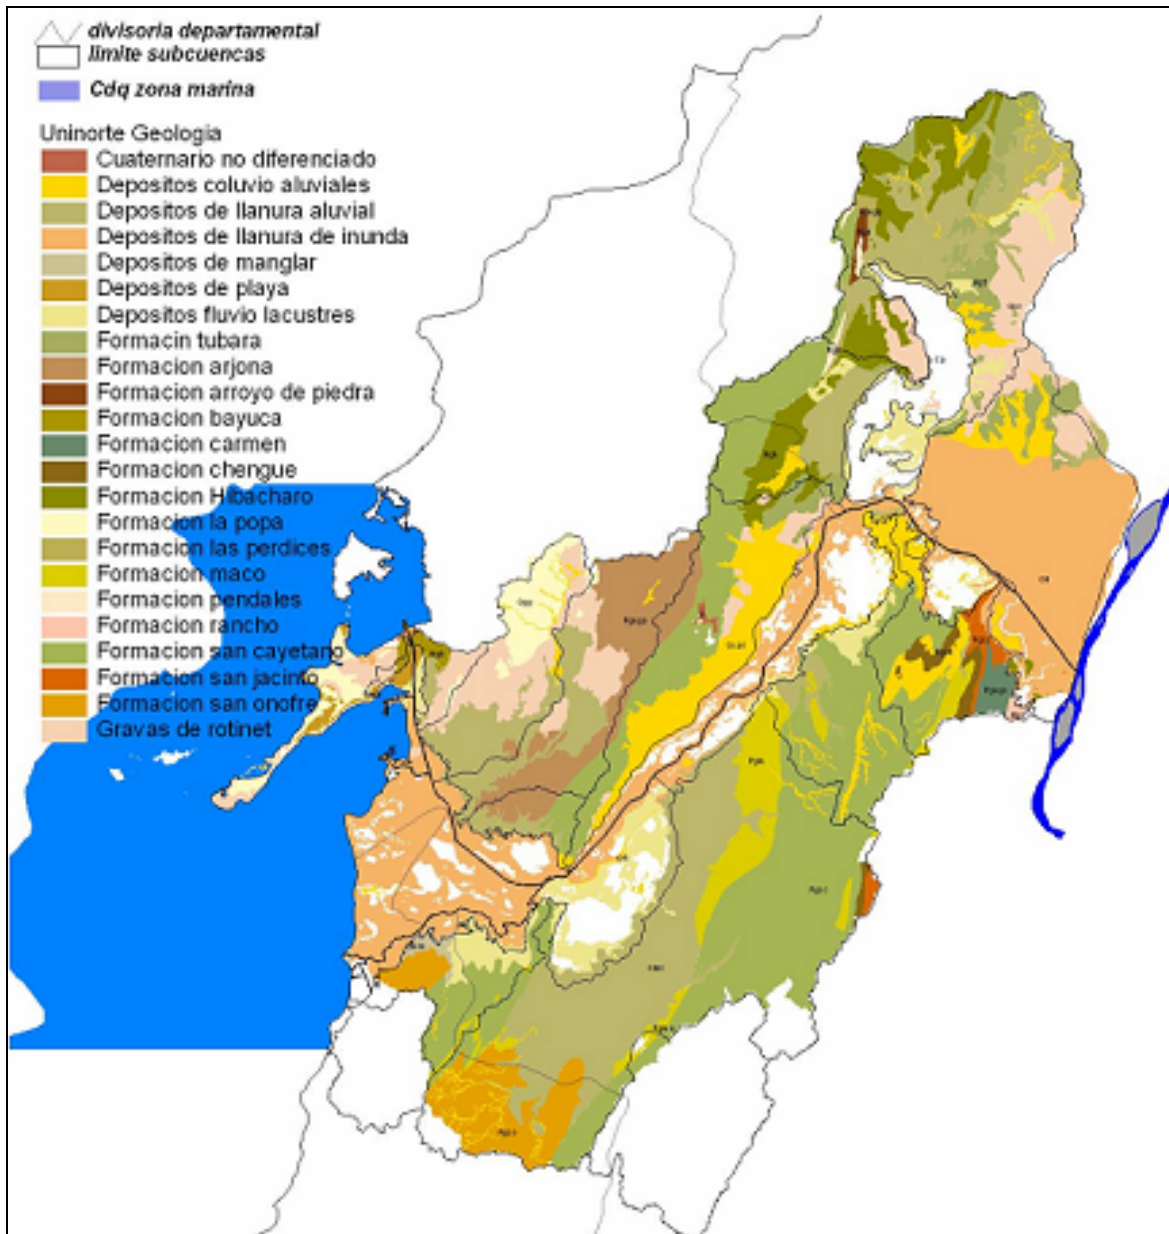 divisoria departamental
limite subcuencas
Cdq zona marina
Uninorte Geologia
Cuaternario no diferenciado
Depositos coluvio aluviales
Depositos de llanura aluvial
Depositos de llanura de inunda
Depositos de manglar
Depositos de playa
Depositos fluvio lacustres
Formacin tubara
Formacion arjona
Formacion arroyo de piedra
Formacion bayuca
Formacion carmen
Formacion chengue
Formacion Hibacharo
Formacion la popa
Formacion las perdices
Formacion maco
Formacion pendales
Formacion rancho
Formacion san cayetano
Formacion san jacinto
Formacion san onofre
Gravas de rotinet